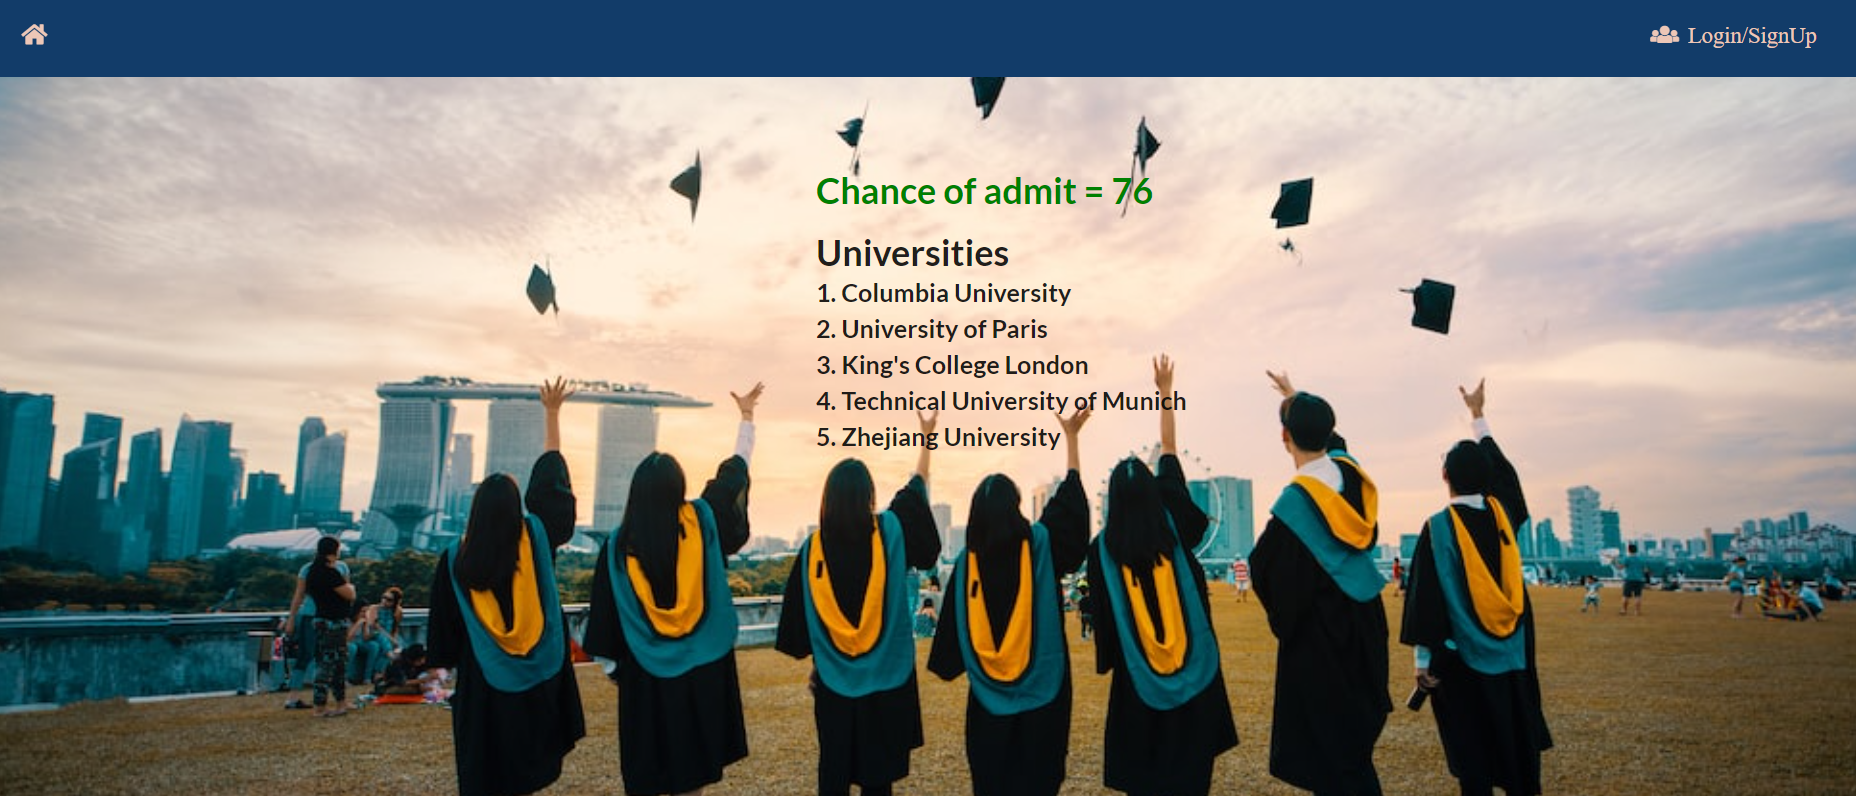 Login/SignUp
Chance of admit = 76
Universities
1. Columbia University
2. University of Paris
3. King's College London
4. Technical University of Munich
5. Zhejiang University